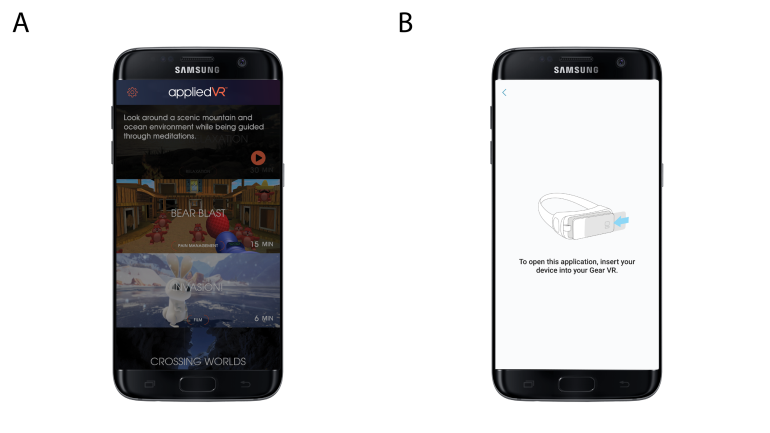 A
B
SAMSUNG
appliedVR
Look around a scenic mountain and
ocean environment while being guided
through meditations.
BEAR BLAST
PAIN MANAGEMENT
15 MIN
INVASION!
FILM
6 MIN
CROSSING WORLDS
SAMSUNG
To open this application, insert your
device into your Gear VR.